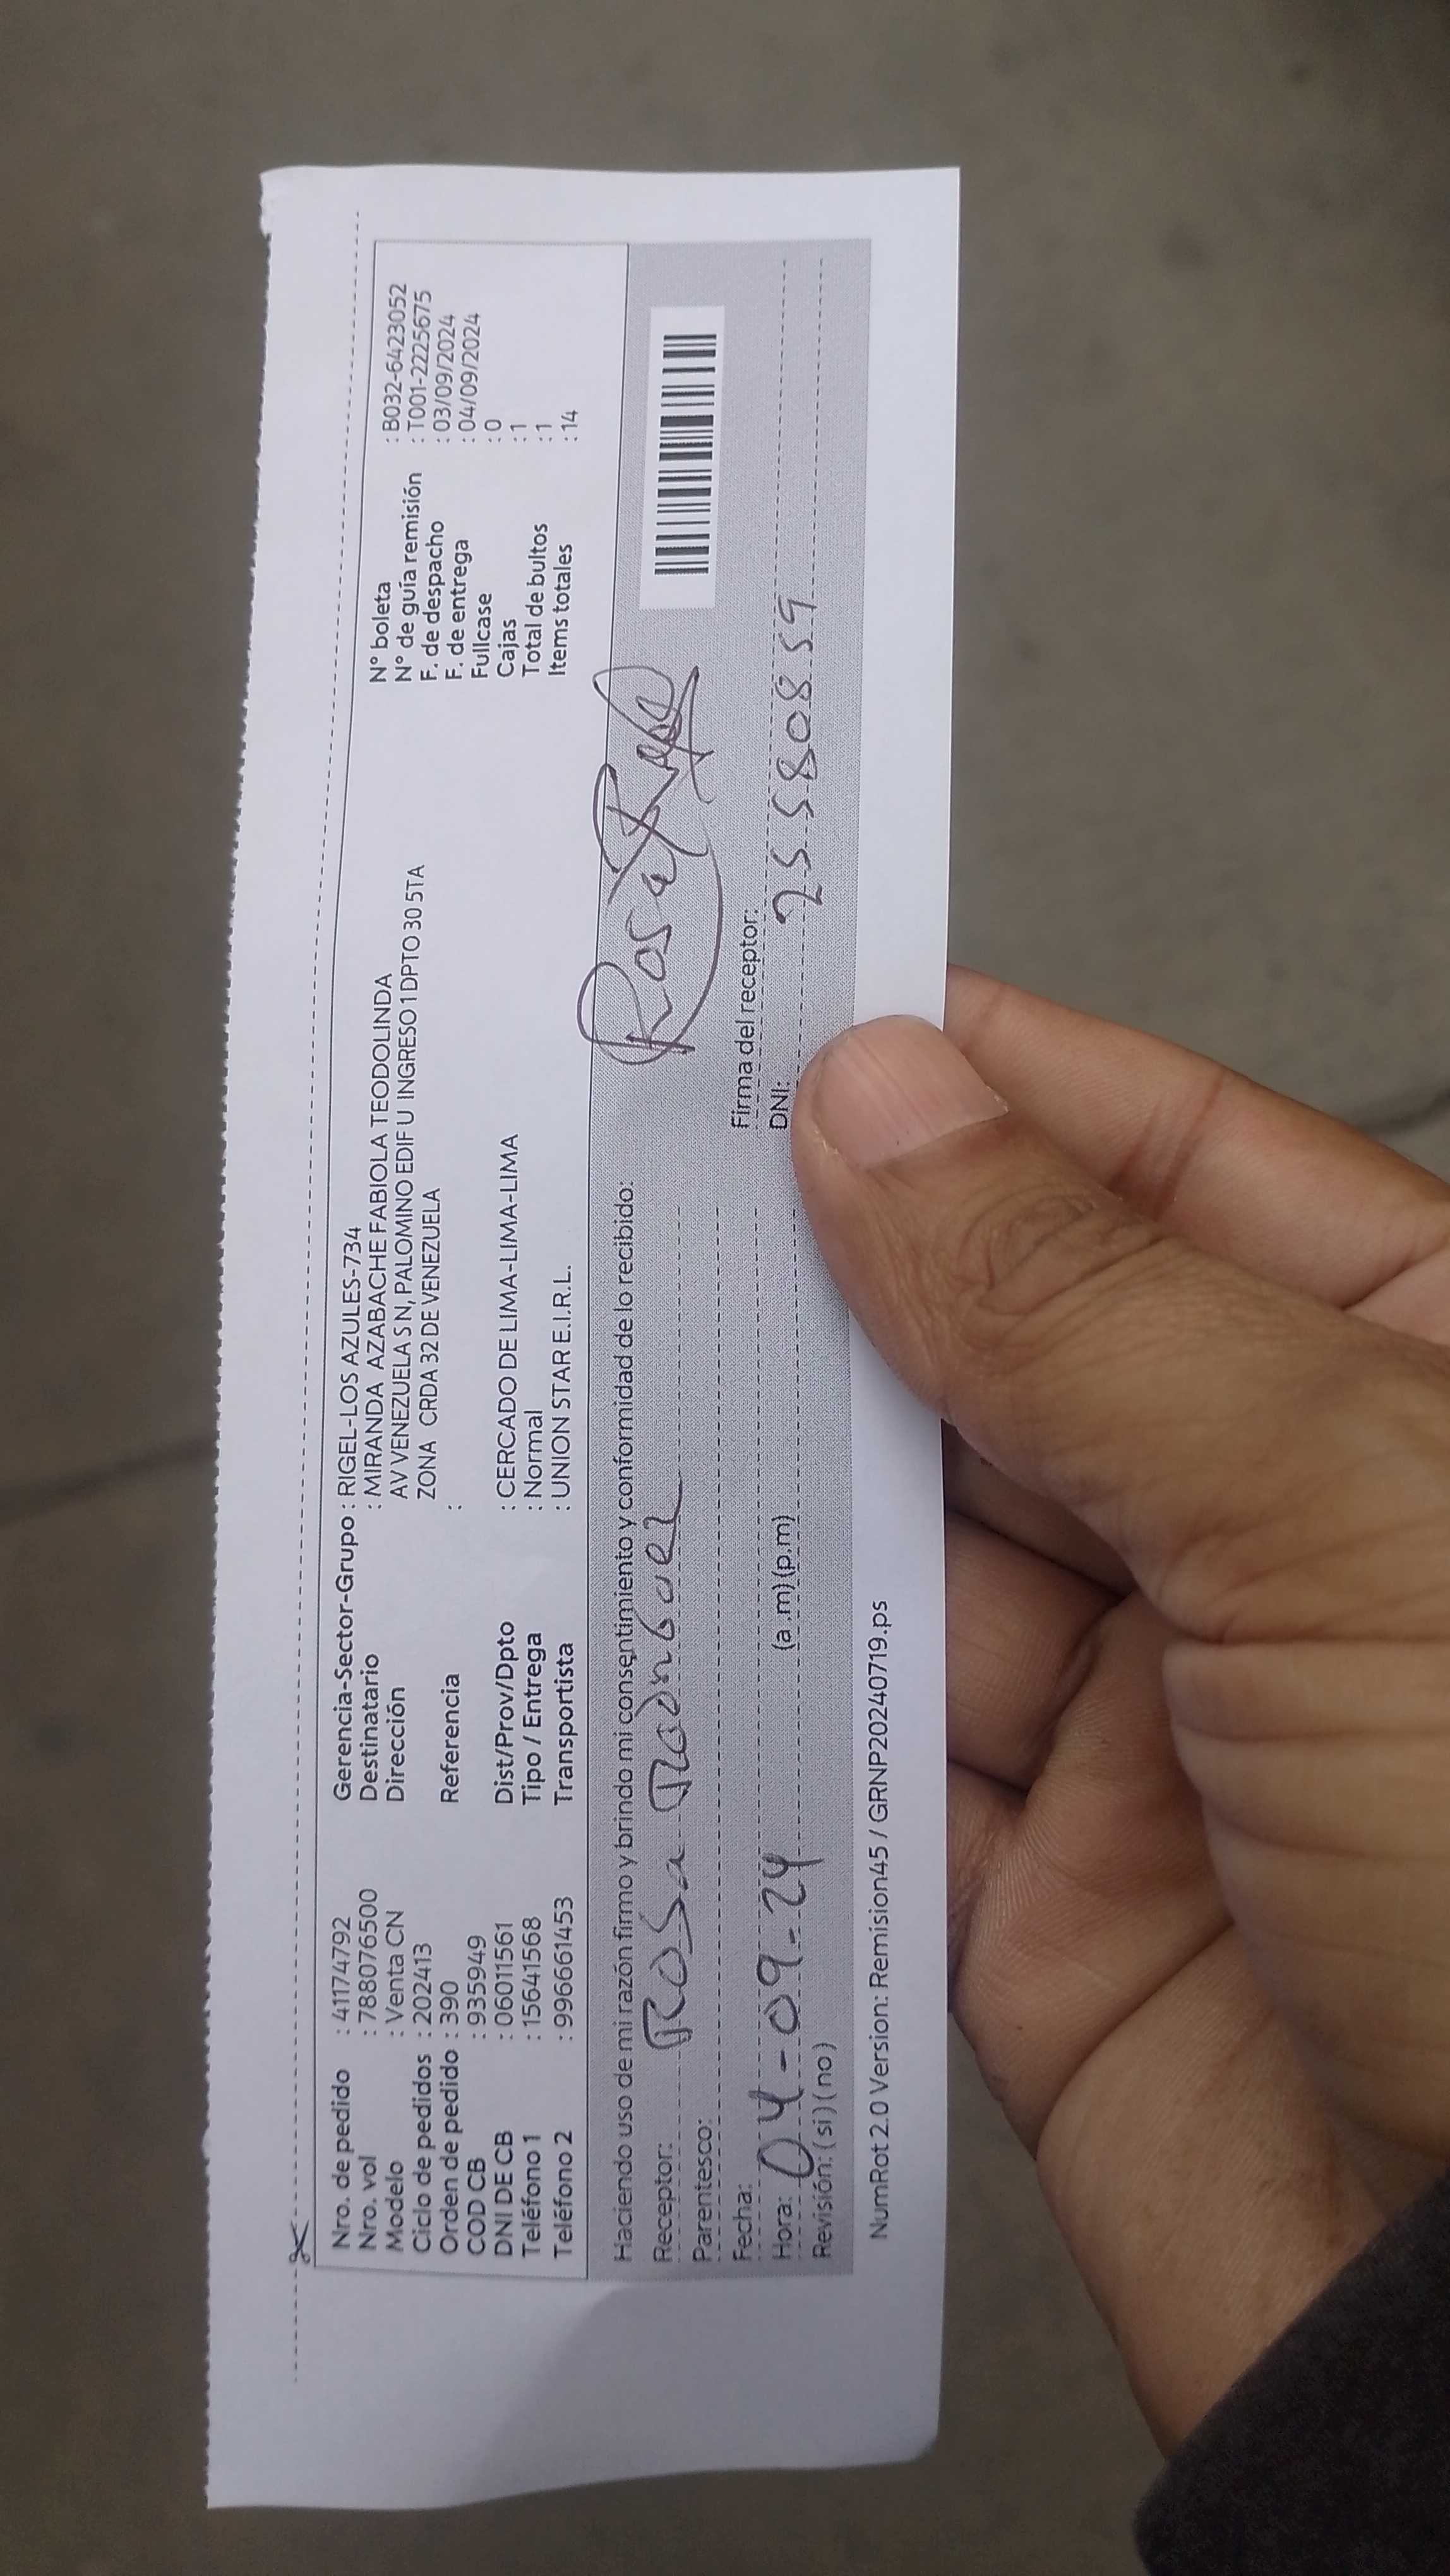 Nro. de pedido : 41174792
Nro. vol : 788076500
Modelo : Venta CN
Ciclo de pedidos : 202413
Orden de pedido : 390
COD CB : 935949
DNI DE CB : 06011561
Teléfono 1 : 15641568
Teléfono 2 : 996661453
Gerencia-Sector-Grupo : RIGEL-LOS AZULES-734
Destinatario : MIRANDA AZABACHE FABIOLA TEODOLINDA
Dirección AV VENEZUELA S N, PALOMINO EDIF U INGRESO 1 DPTO 30 5TA
ZONA CRDA 32 DE VENEZUELA
Referencia :
Dist/Prov/Dpto : CERCADO DE LIMA-LIMA-LIMA
Tipo / Entrega : Normal
Transportista : UNION STAR E.I.R.L.
N° boleta : B032-6423052
N° de guía remisión : T001-2225675
F. de despacho : 03/09/2024
F. de entrega : 04/09/2024
Fullcase : 0
Cajas : 1
Total de bultos : 1
Items totales : 14
Haciendo uso de mi razón firmo y brindo mi consentimiento y conformidad de lo recibido:
Receptor: Rosa
Parentesco:
Fecha:
Hora: 04-09-24 (a.m) (p.m)
Revisión: (si) (no)
Rosa
Firma del receptor:
DNI: 25580859
NumRot 2.0 Version: Remision45 / GRNP20240719.ps